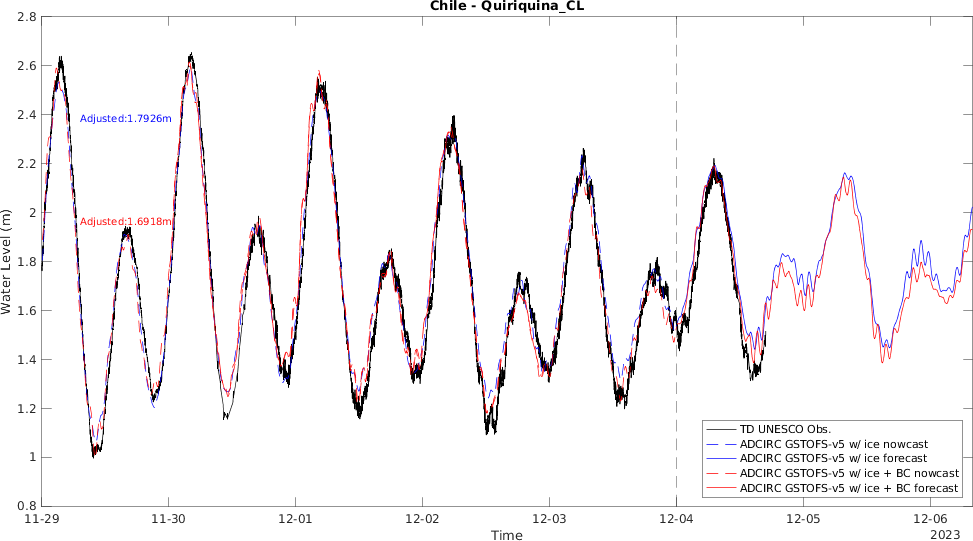 Chile - Quiriquina_CL
2.8
2.6
2.4
2.2
2
1.8
1.6
1.4
1.2
1
0.8
Water Level (m)
Adjusted:1.7926m
Adjusted:1.6918m
TD UNESCO Obs.
ADCIRC GSTOFS-v5 w/ ice nowcast
ADCIRC GSTOFS-v5 w/ ice forecast
ADCIRC GSTOFS-v5 w/ ice + BC nowcast
ADCIRC GSTOFS-v5 w/ ice + BC forecast
11-29 11-30 12-01 12-02 12-03 12-04 12-05 12-06
2023
Time